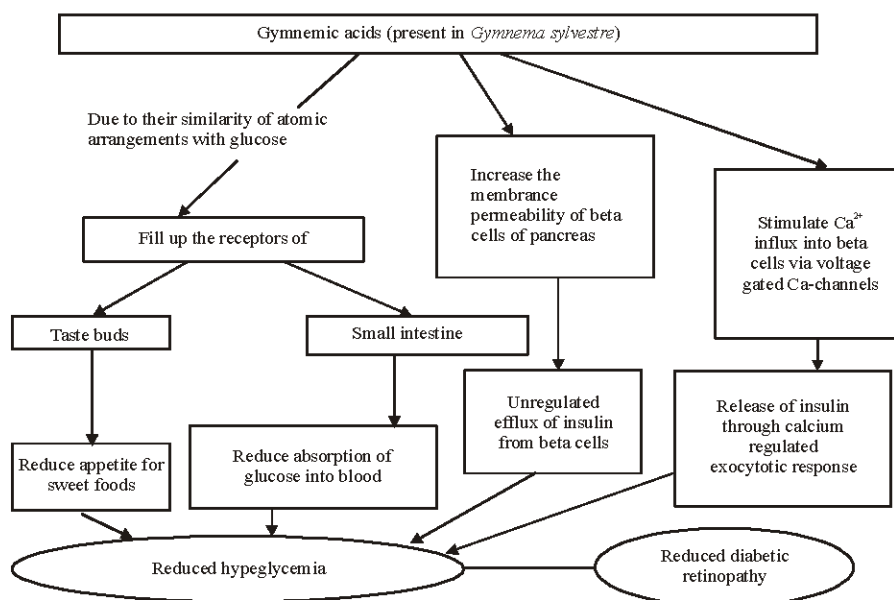 Gymnemic acids (present in Gymnema sylvestre)
Due to their similarity of atomic
arrangements with glucose
Increase the
membrance
permeability of beta
cells of pancreas
Stimulate Ca²⁺
influx into beta
cells via voltage
gated Ca-channels
Fill up the receptors of
Taste buds
Small intestine
Unregulated
efflux of insulin
from beta cells
Release of insulin
through calcium
regulated
exocytotic response
Reduce appetite for
sweet foods
Reduce absorption of
glucose into blood
Reduced hypeglycemia
Reduced diabetic
retinopathy